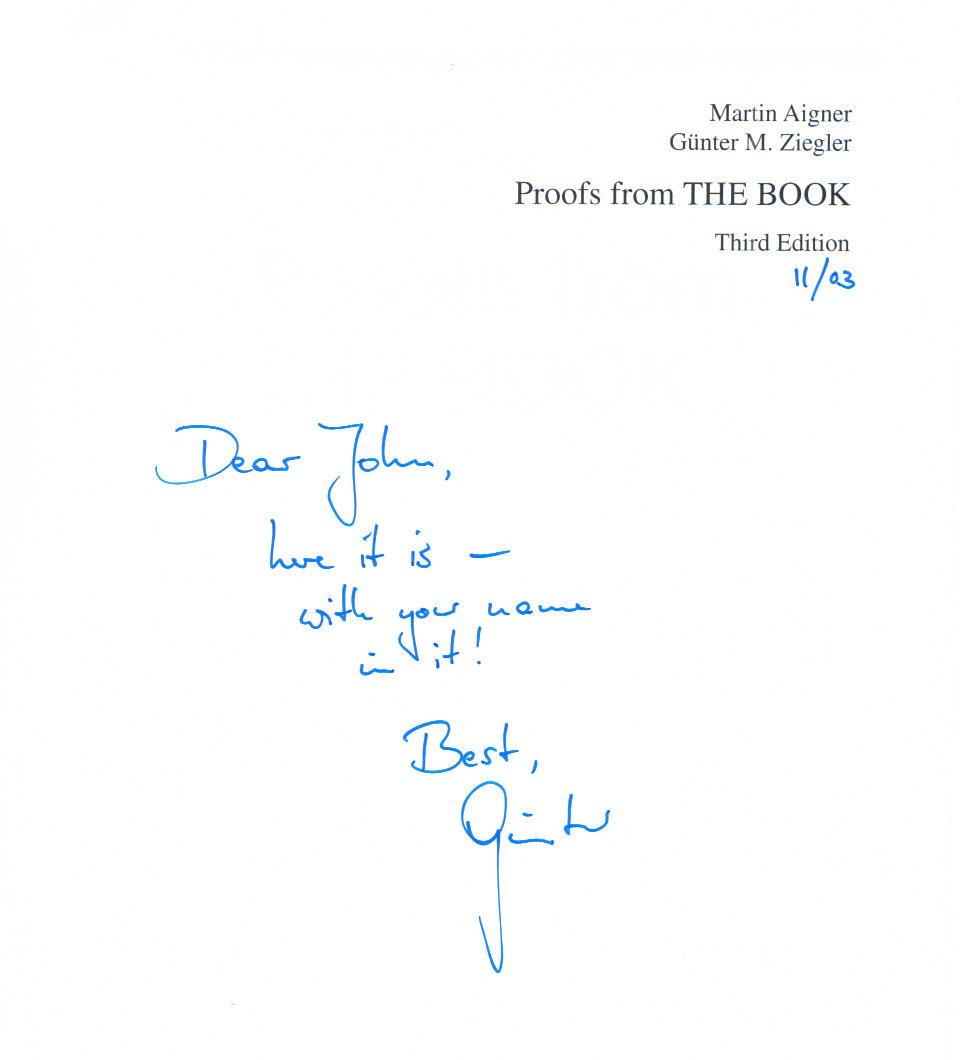 Martin Aigner
Günter M. Ziegler
Proofs from THE BOOK
Third Edition
11/03
Dear John,
here it is —
with your name
in it!
Best,
Günter